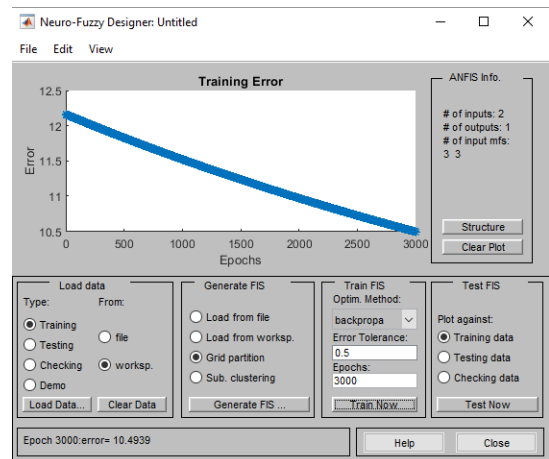 Neuro-Fuzzy Designer: Untitled
File Edit View
Training Error
12.5
12
11.5
11
10.5
Error
0 500 1000 1500 2000 2500 3000
Epochs
ANFIS Info.
# of inputs: 2
# of outputs: 1
# of input mfs:
3 3
Structure
Clear Plot
Load data
Type: From:
Training
Testing
Checking
Demo
file
worksp.
Load Data... Clear Data
Generate FIS
Load from file
Load from worksp.
Grid partition
Sub. clustering
Generate FIS ...
Train FIS
Optim. Method:
backpropa
Error Tolerance:
0.5
Epochs:
3000
Train Now
Test FIS
Plot against:
Training data
Testing data
Checking data
Test Now
Epoch 3000:error= 10.4939
Help Close